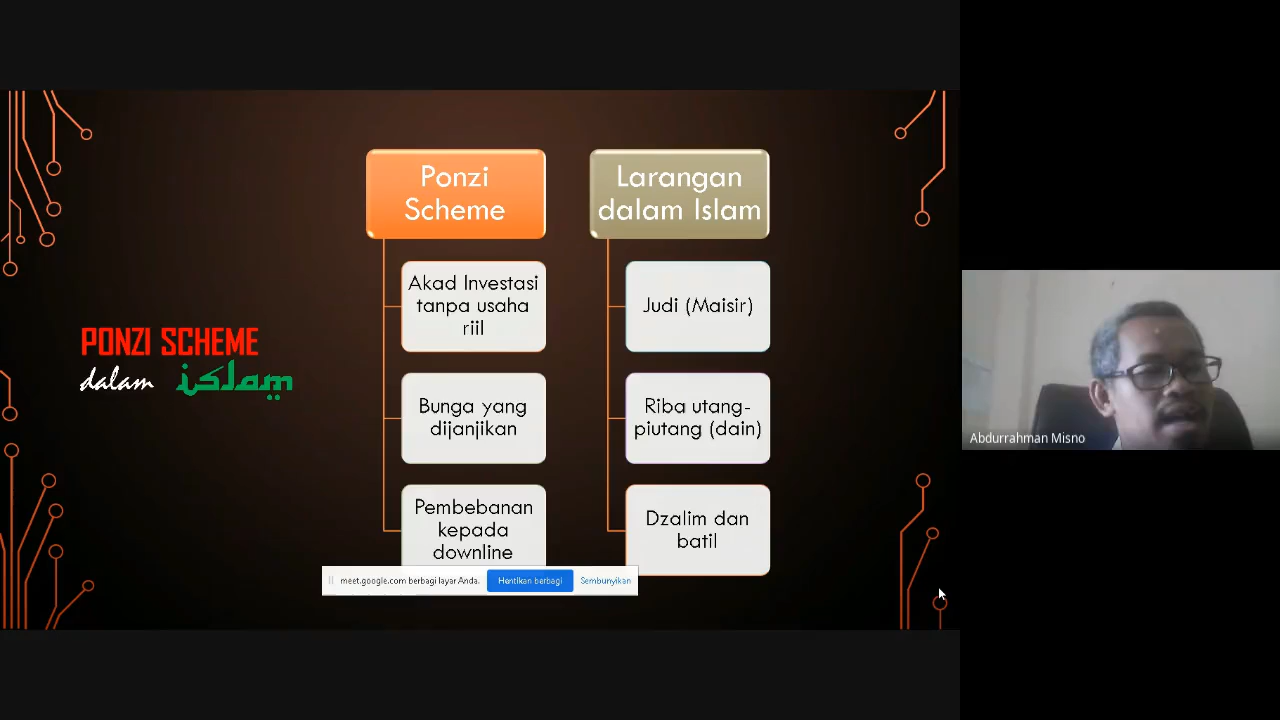 PONZI SCHEME
dalam islam
Ponzi
Scheme
Akad Investasi
tanpa usaha
riil
Bunga yang
dijanjikan
Pembebanan
kepada
downline
Larangan
dalam Islam
Judi (Maisir)
Riba utang-
piutang (dain)
Dzalim dan
batil
meet.google.com berbagi layar Anda. Hentikan berbagi Sembunyikan
Abdurrahman Misno